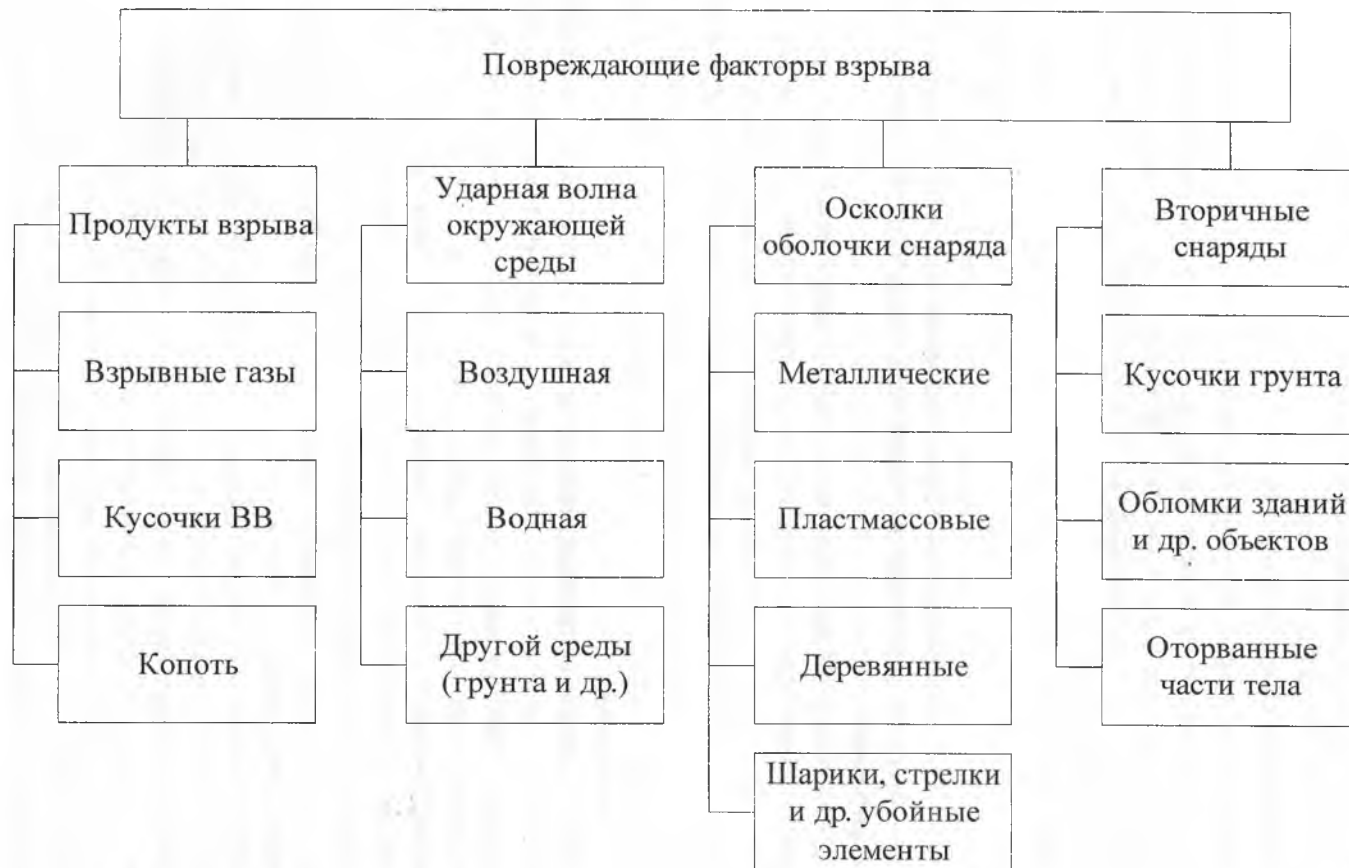 Повреждающие факторы взрыва
Продукты взрыва
Взрывные газы
Кусочки ВВ
Копоть
Ударная волна
окружающей
среды
Воздушная
Водная
Другой среды
(грунта и др.)
Осколки
оболочки снаряда
Металлические
Пластмассовые
Деревянные
Шарики, стрелки
и др. убойные
элементы
Вторичные
снаряды
Кусочки грунта
Обломки зданий
и др. объектов
Оторванные
части тела